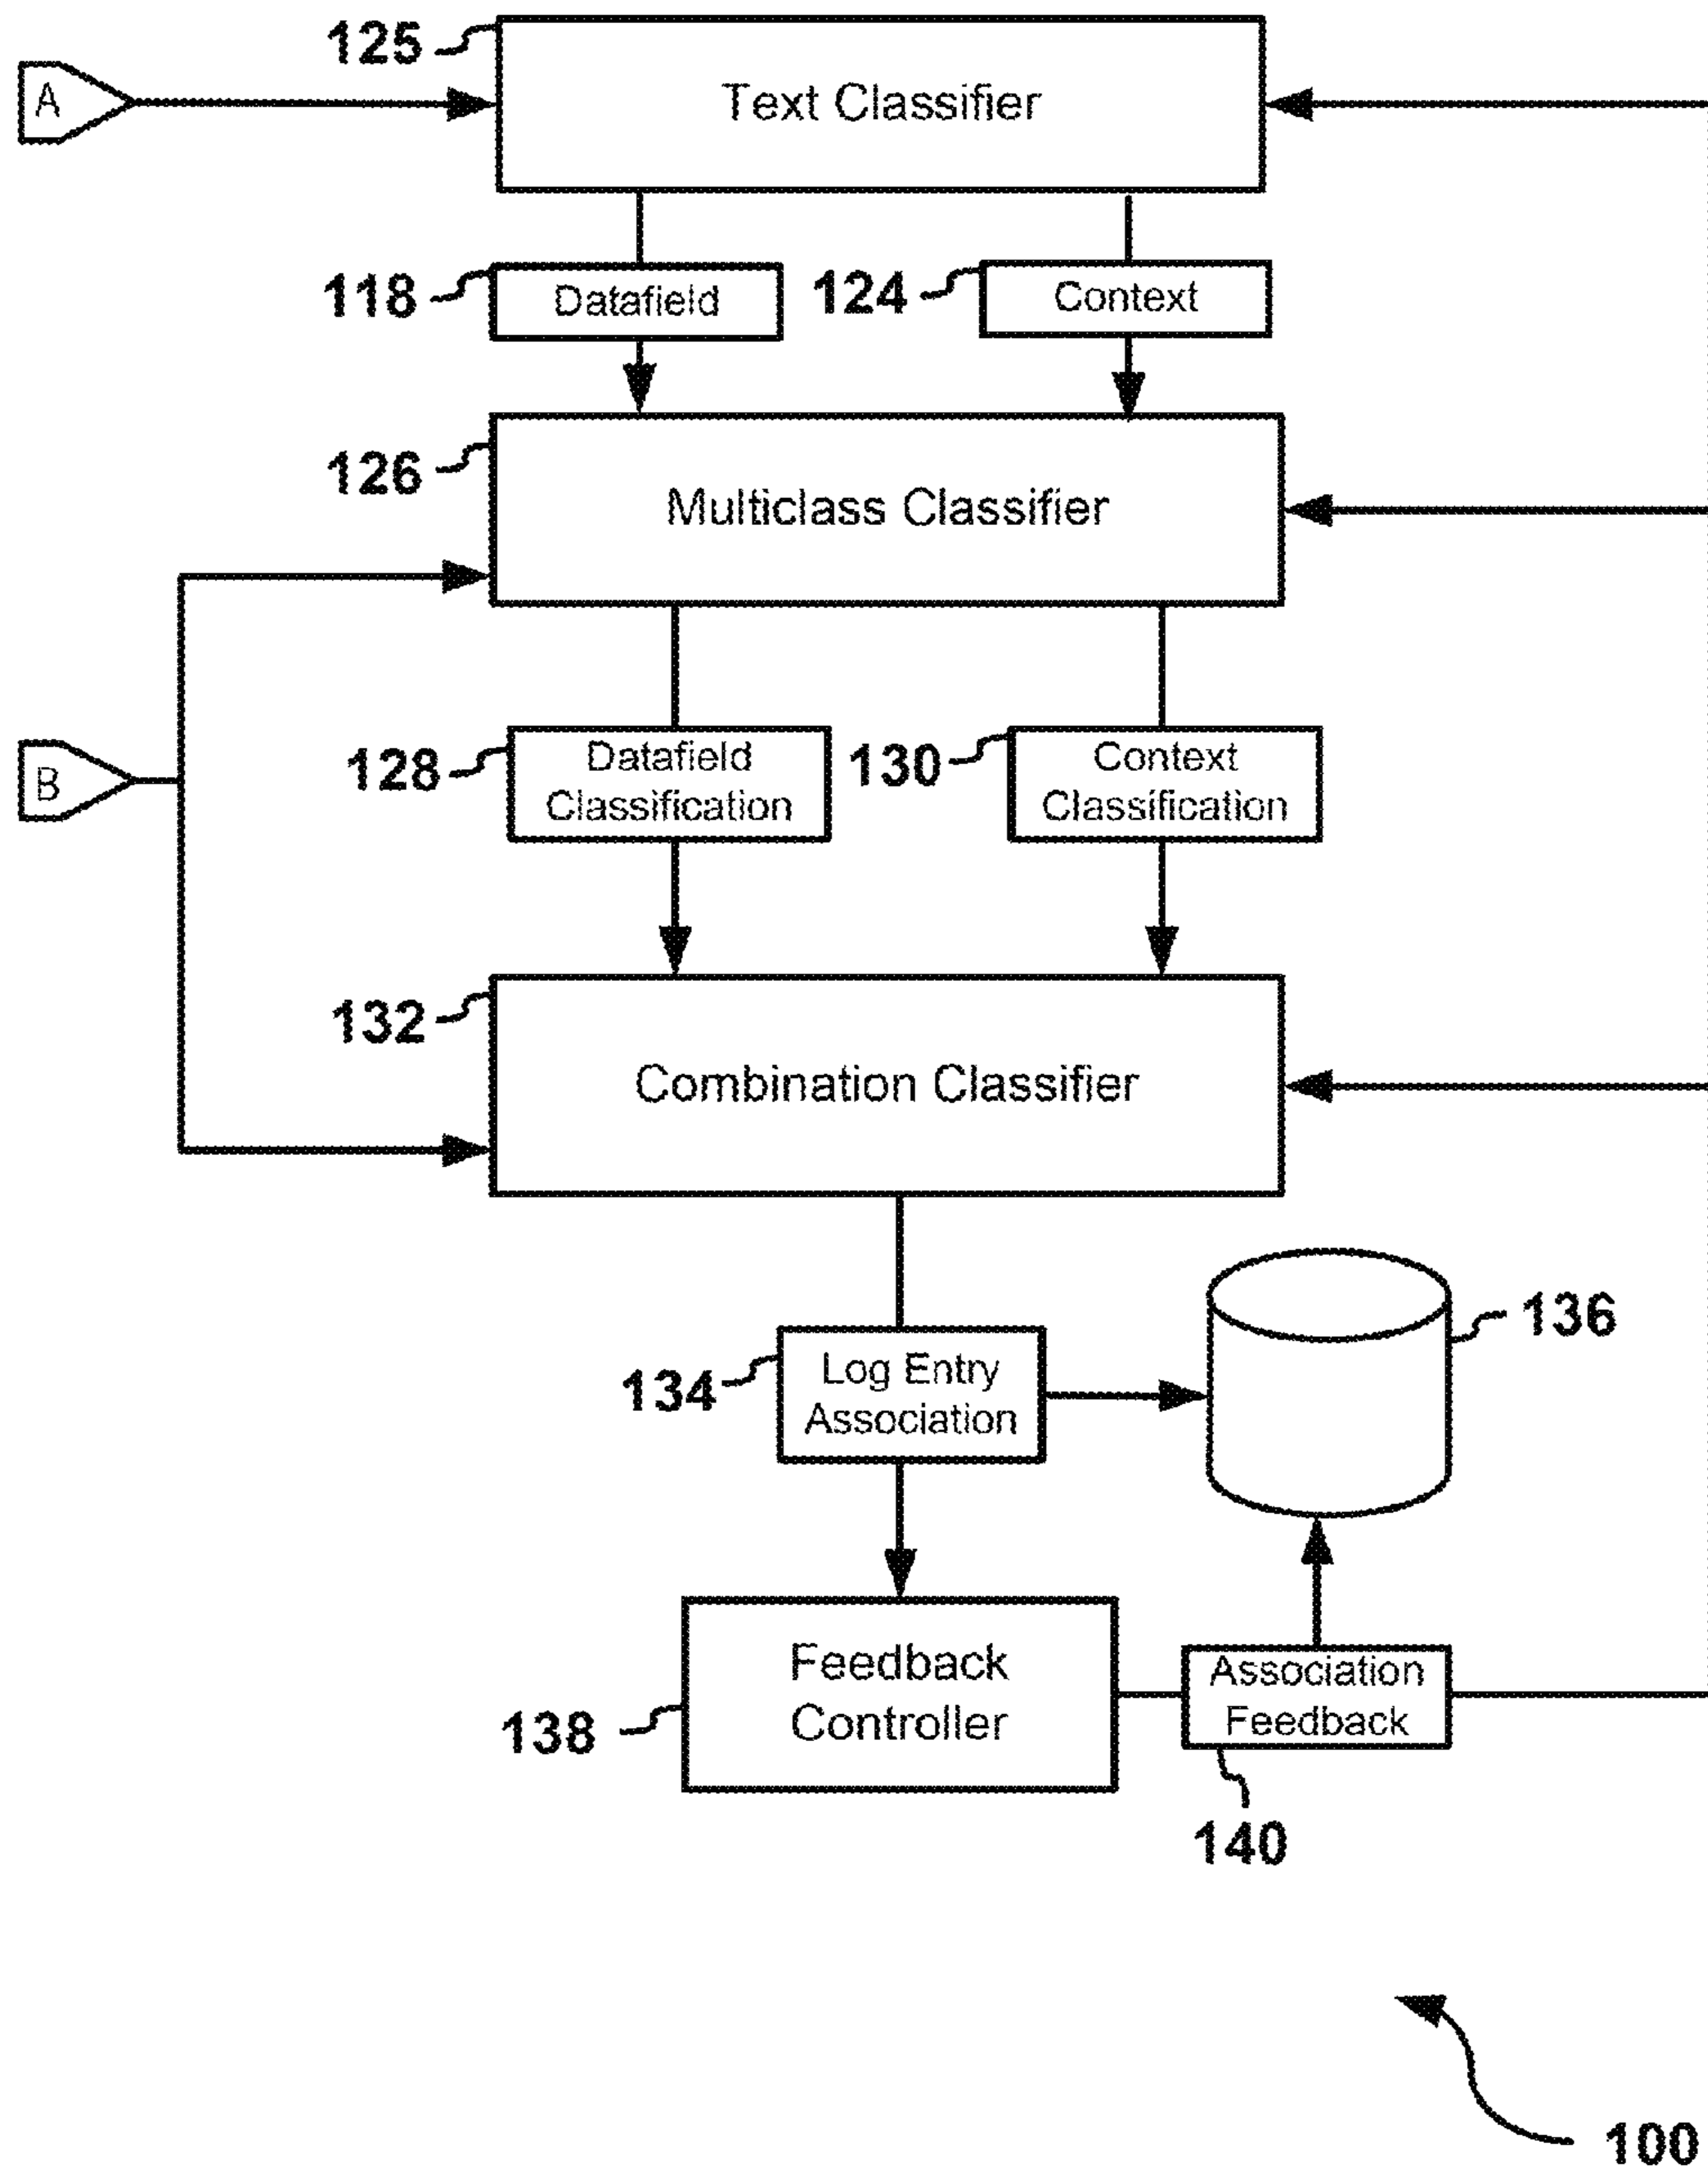 125
A
Text Classifier
118
Datafield
124
Context
126
Multiclass Classifier
B
128
Datafield
Classification
130
Context
Classification
132
Combination Classifier
134
Log Entry
Association
136
138
Feedback
Controller
Association
Feedback
140
100